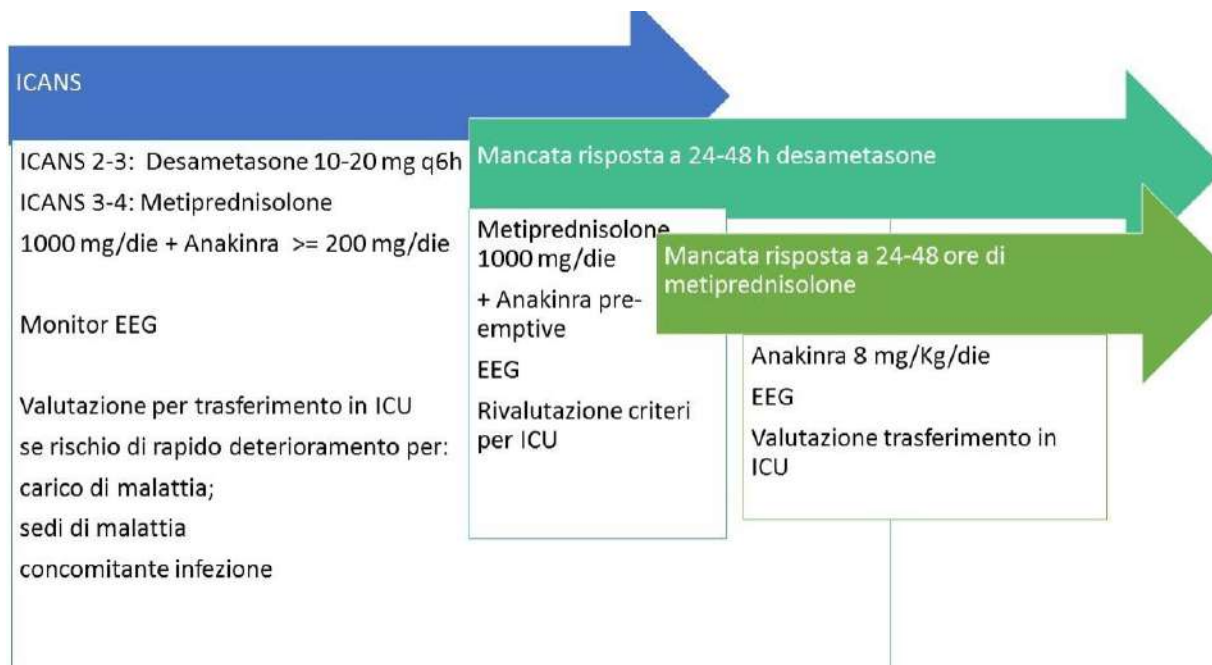 ICANS
ICANS 2-3: Desametasone 10-20 mg q6h
ICANS 3-4: Metiprednisolone
1000 mg/die + Anakinra >= 200 mg/die
Monitor EEG
Valutazione per trasferimento in ICU
se rischio di rapido deterioramento per:
carico di malattia;
sedi di malattia
concomitante infezione
Mancata risposta a 24-48 h desametasone
Metiprednisolone
1000 mg/die
+ Anakinra pre-
emptive
EEG
Rivalutazione criteri
per ICU
Mancata risposta a 24-48 ore di
metiprednisolone
Anakinra 8 mg/Kg/die
EEG
Valutazione trasferimento in
ICU